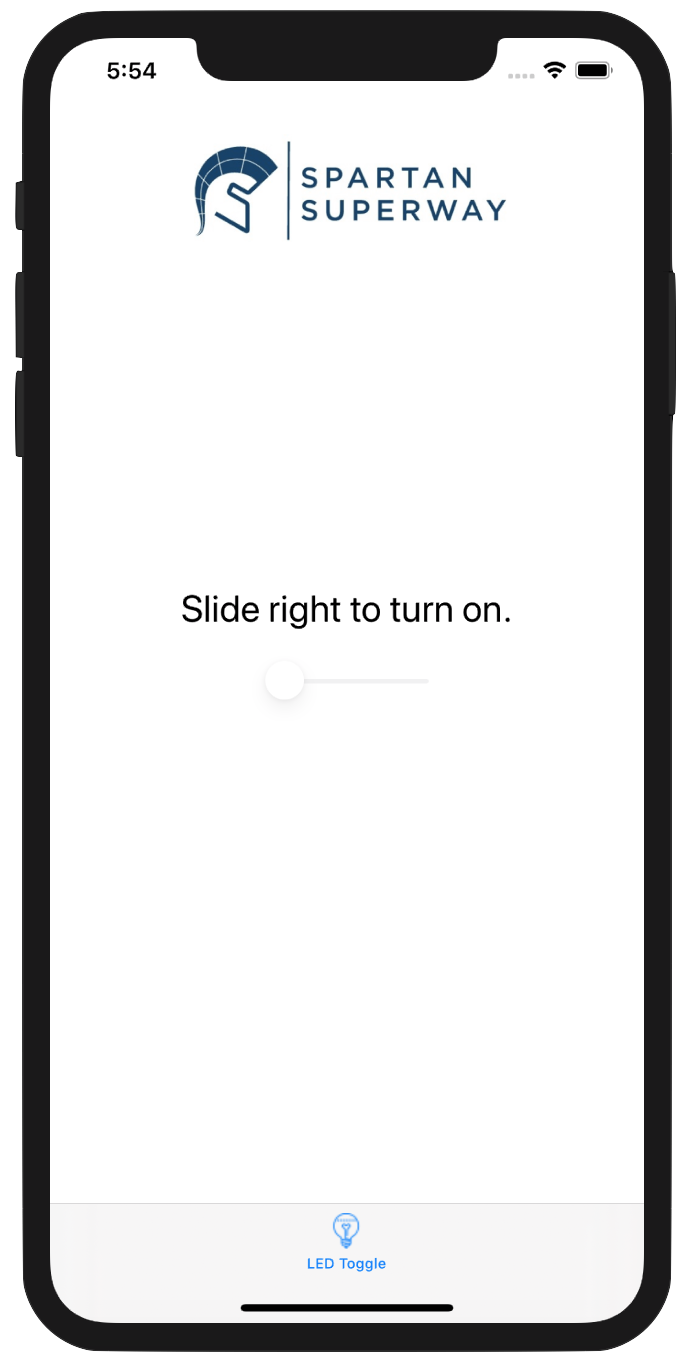 5:54
SPARTAN
SUPERWAY
Slide right to turn on.
LED Toggle